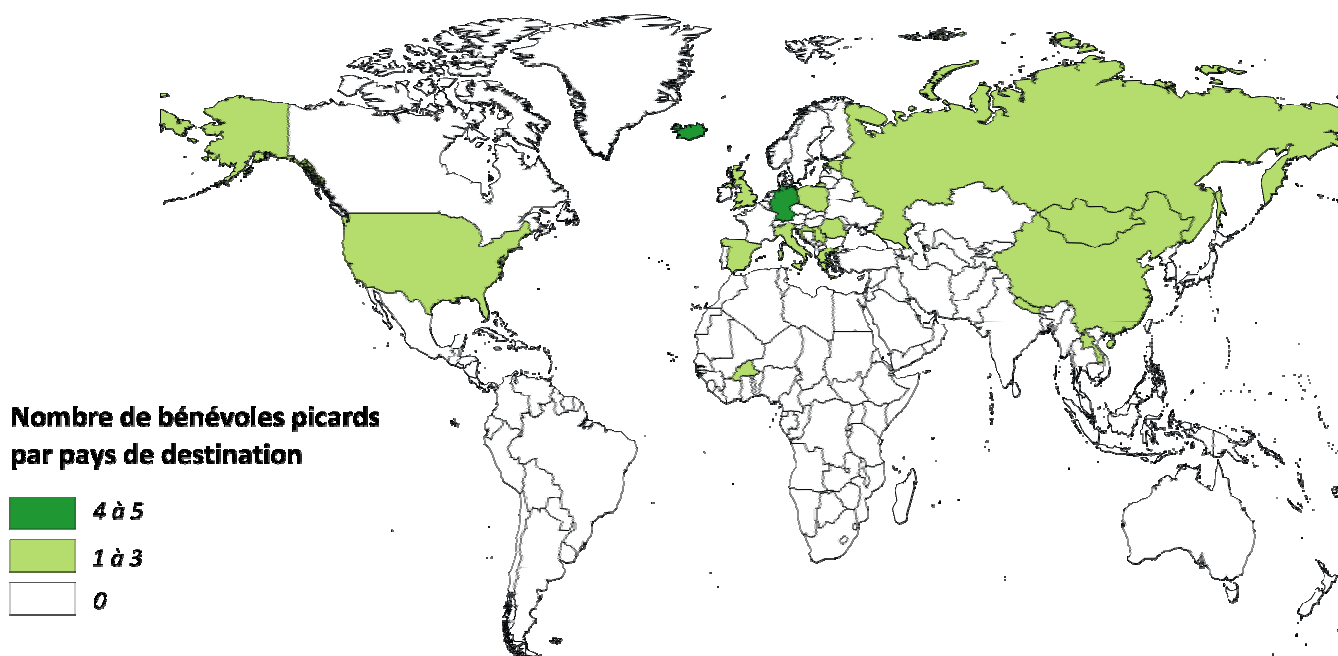 Nombre de bénévoles picards
par pays de destination
4 à 5
1 à 3
0